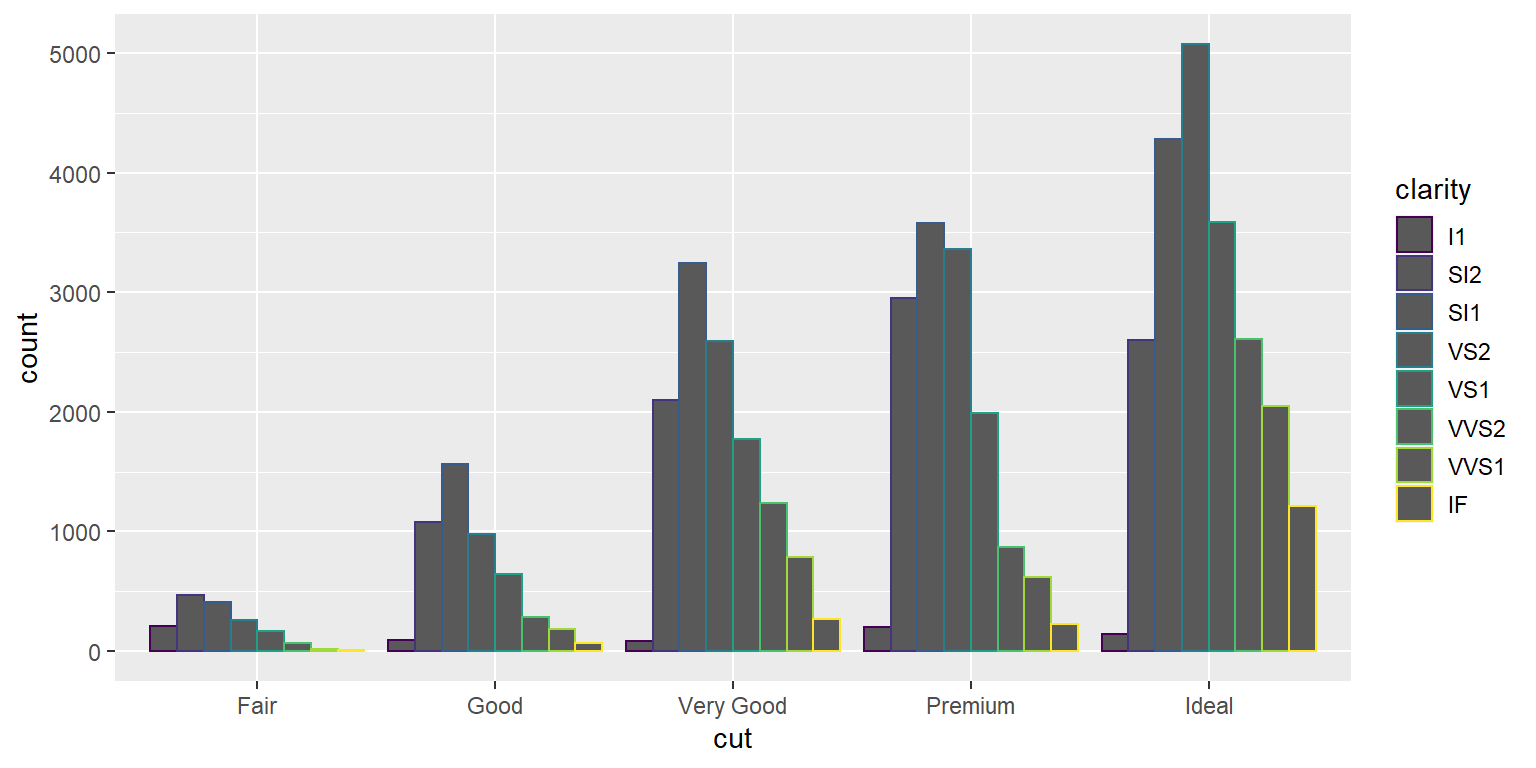 5000
4000
3000
2000
1000
0
count
Fair Good Very Good Premium Ideal
cut
clarity
I1
SI2
SI1
VS2
VS1
VVS2
VVS1
IF